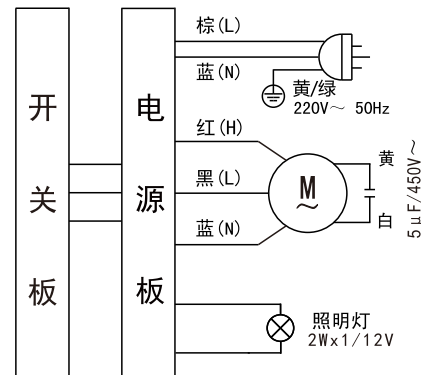 开关板
电源板
棕(L)
蓝(N)
黄/绿
220V～ 50Hz
红(H)
黑(L)
蓝(N)
M
～
黄
白
5μF/450V～
照明灯
2Wx1/12V